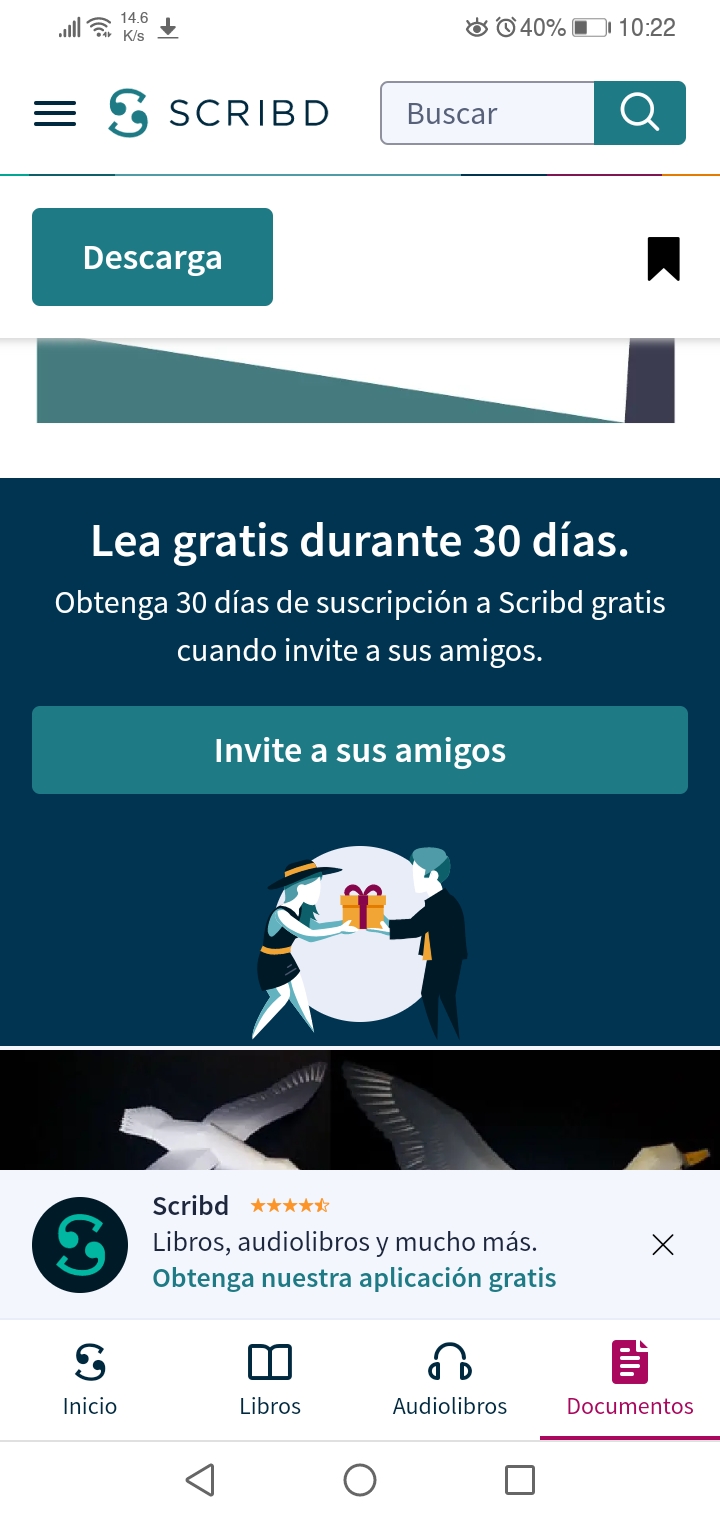 14.6
K/s
40%
10:22
SCRIBD
Buscar
Descarga
Lea gratis durante 30 días.
Obtenga 30 días de suscripción a Scribd gratis
cuando invite a sus amigos.
Invite a sus amigos
Scribd
Libros, audiolibros y mucho más.
Obtenga nuestra aplicación gratis
Inicio
Libros
Audiolibros
Documentos